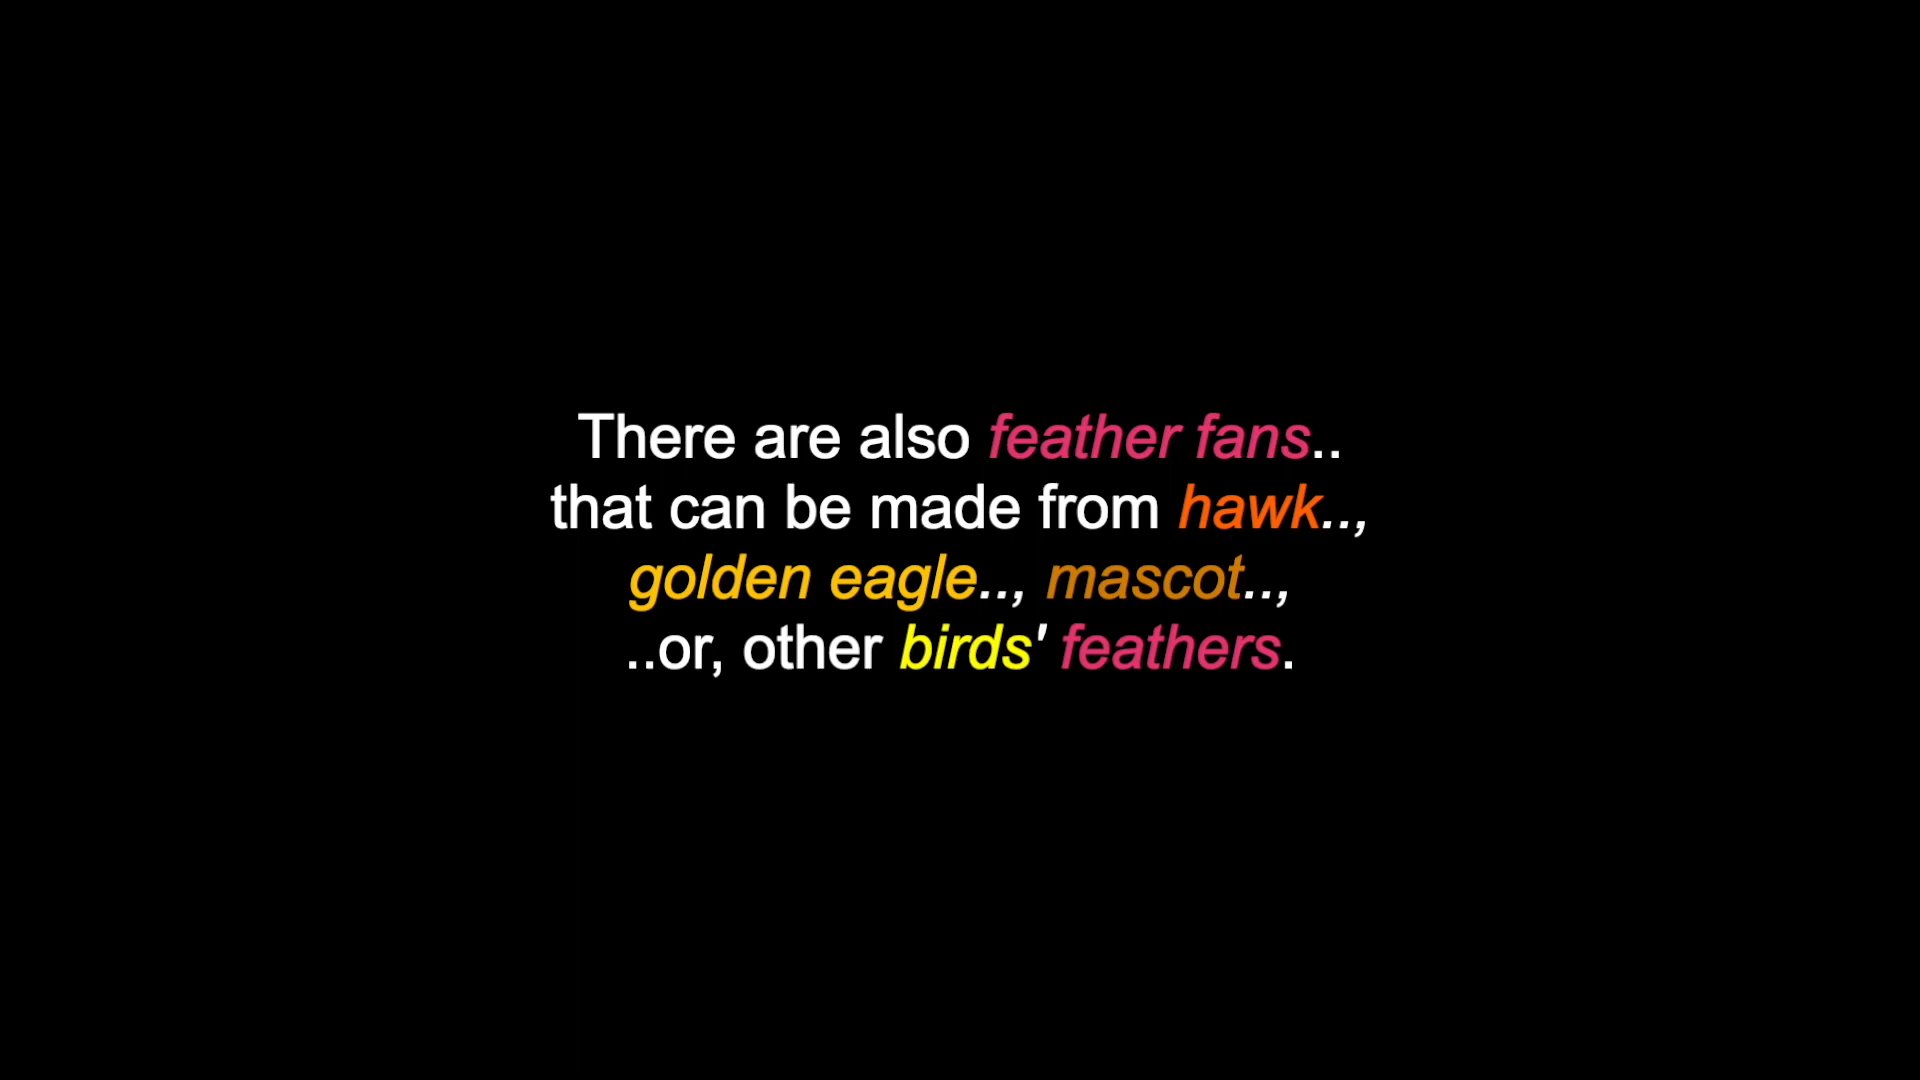 There are also feather fans..
that can be made from hawk..,
golden eagle.., mascot..,
..or, other birds' feathers.